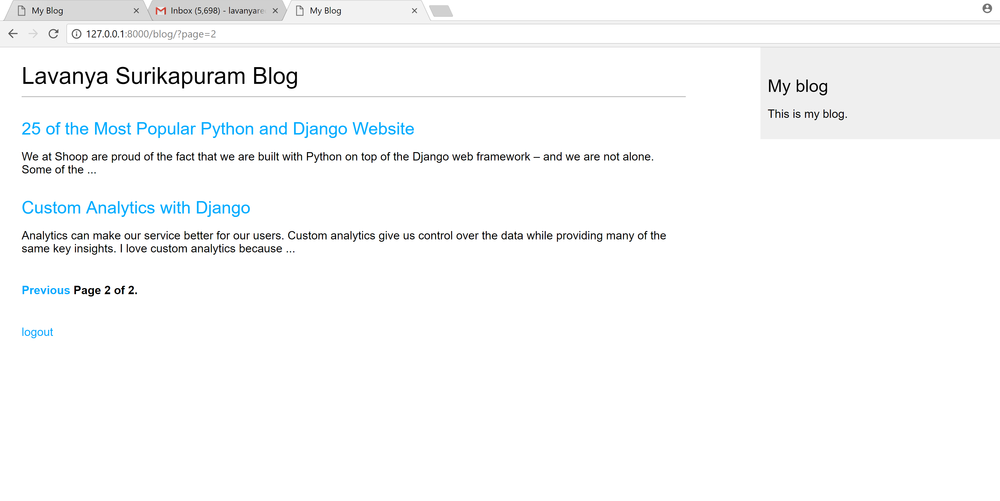 My Blog
Inbox (5,698) - lavanyare
My Blog
127.0.0.1:8000/blog/?page=2
Lavanya Surikapuram Blog
25 of the Most Popular Python and Django Website
We at Shoop are proud of the fact that we are built with Python on top of the Django web framework – and we are not alone.
Some of the ...
Custom Analytics with Django
Analytics can make our service better for our users. Custom analytics give us control over the data while providing many of the
same key insights. I love custom analytics because ...
Previous Page 2 of 2.
logout
My blog
This is my blog.